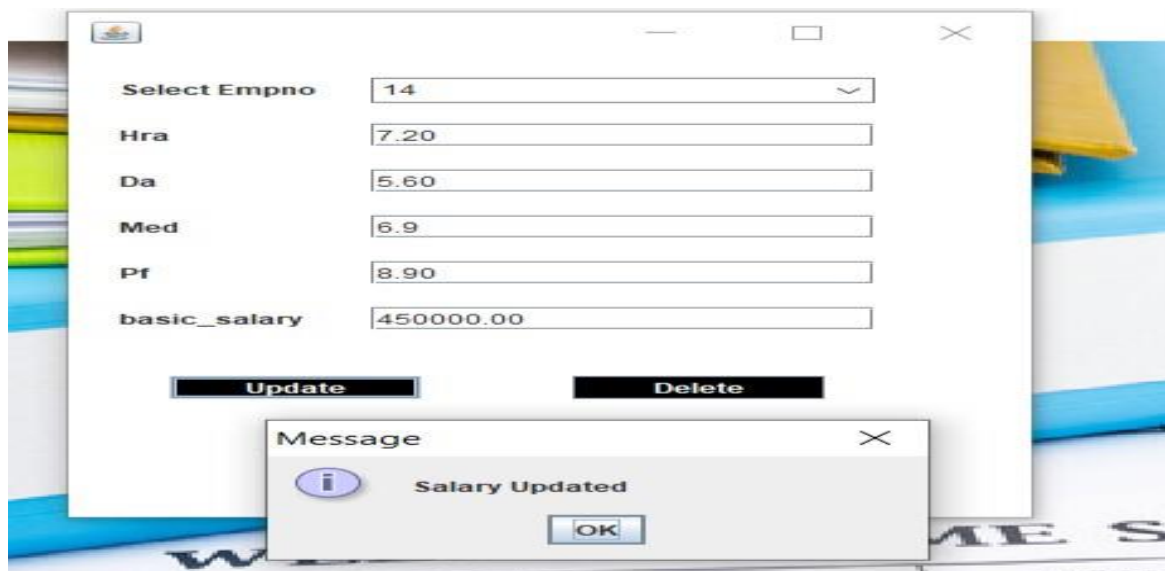 Select Empno 14
Hra 7.20
Da 5.60
Med 6.9
Pf 8.90
basic_salary 450000.00
Update Delete
Message
Salary Updated
OK
ME S